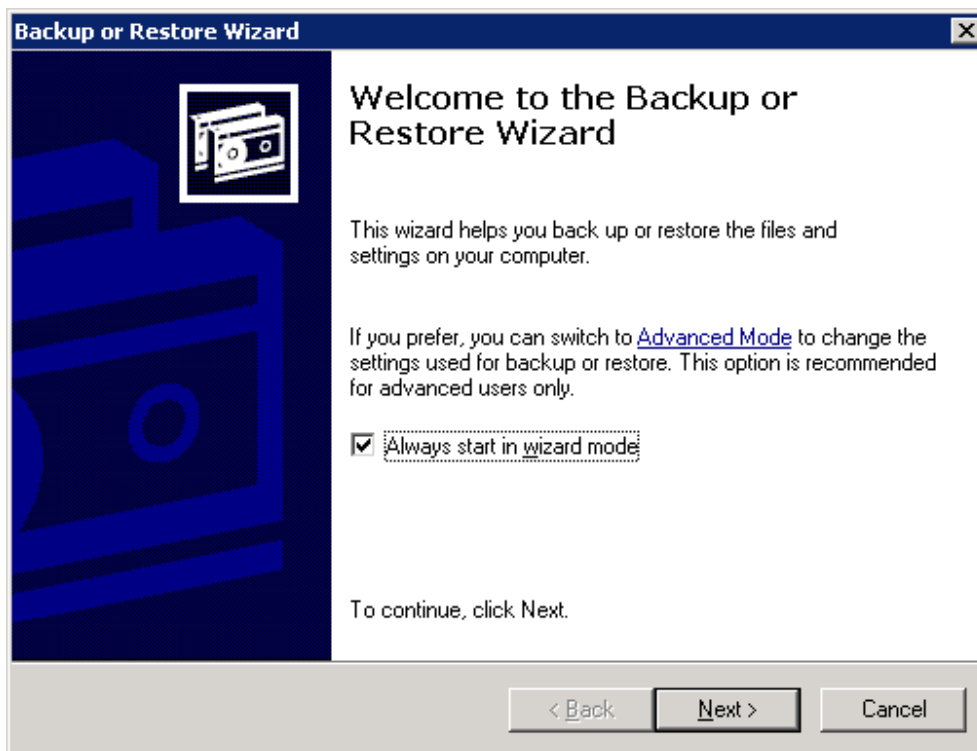 Backup or Restore Wizard
Welcome to the Backup or
Restore Wizard
This wizard helps you back up or restore the files and
settings on your computer.
If you prefer, you can switch to Advanced Mode to change the
settings used for backup or restore. This option is recommended
for advanced users only.
Always start in wizard mode
To continue, click Next.
< Back
Next >
Cancel